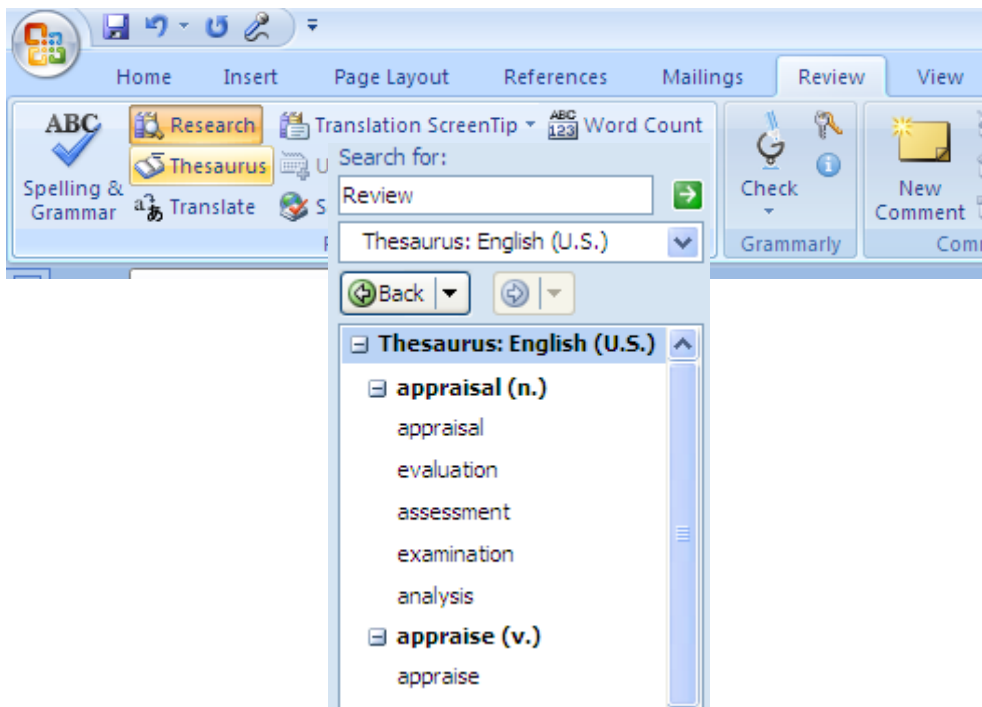 Home Insert Page Layout References Mailings Review View
ABC Research Translation ScreenTip ABC 123 Word Count
Thesaurus U
Spelling & Grammar Translate S
Check
New Comment
Grammarly
Search for:
Review
Thesaurus: English (U.S.)
Back
Thesaurus: English (U.S.)
appraisal (n.)
appraisal
evaluation
assessment
examination
analysis
appraise (v.)
appraise